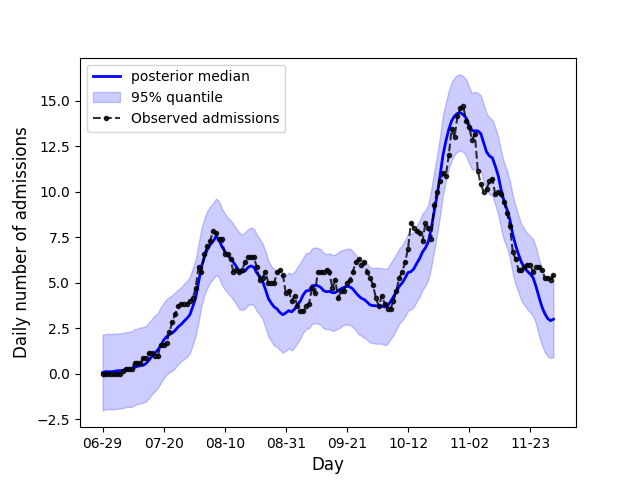 posterior median
95% quantile
Observed admissions
Daily number of admissions
15.0
12.5
10.0
7.5
5.0
2.5
0.0
−2.5
06-29 07-20 08-10 08-31 09-21 10-12 11-02 11-23
Day